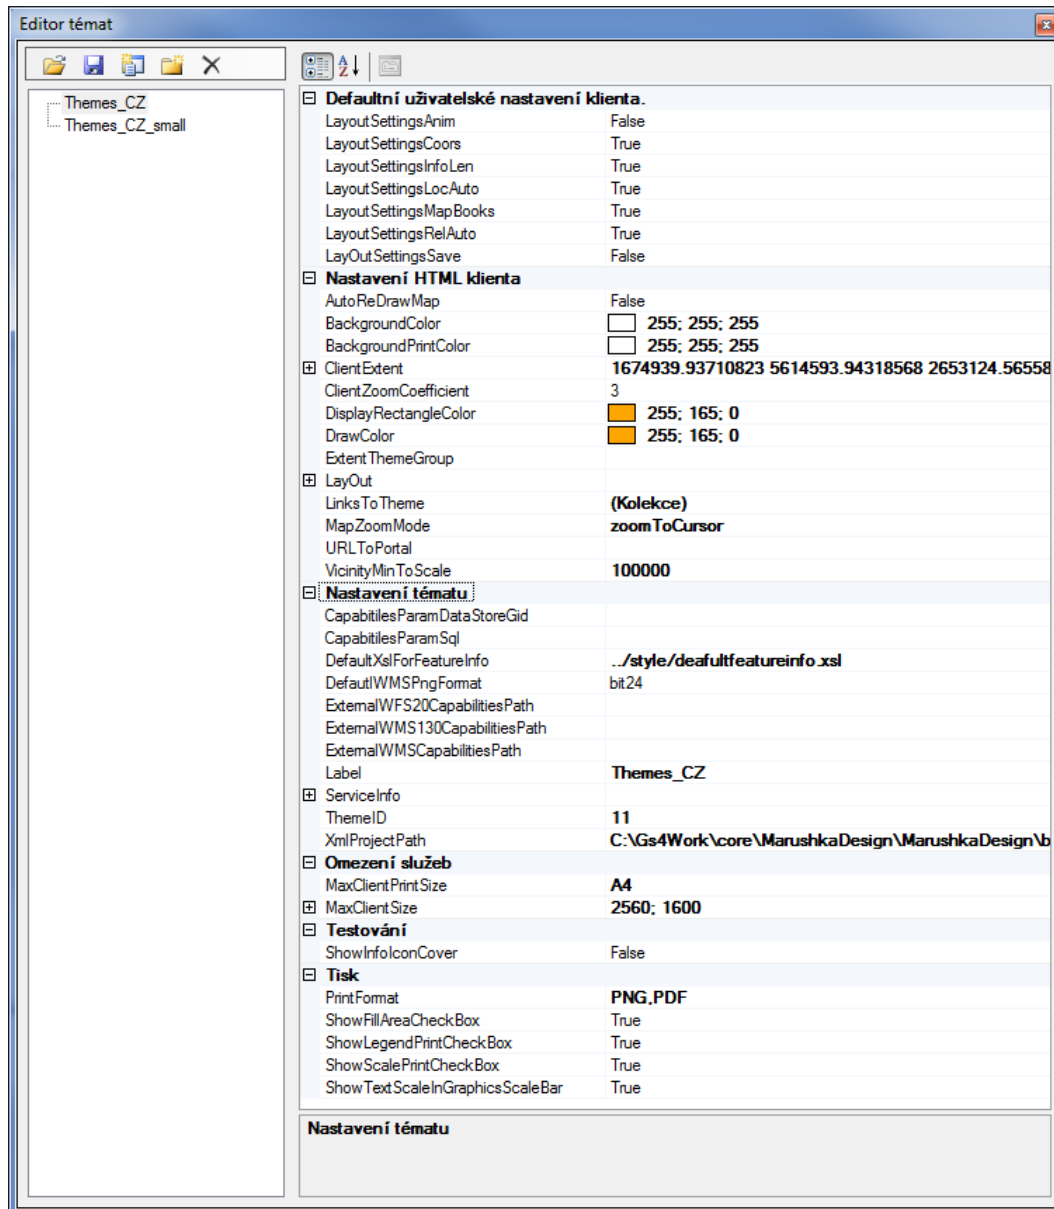 Editor témat
Themes_CZ
Themes_CZ_small
Defaultní uživatelské nastavení klienta.
LayoutSettingsAnim False
LayoutSettingsCoors True
LayoutSettingsInfoLen True
LayoutSettingsLocAuto True
LayoutSettingsMapBooks True
LayoutSettingsRelAuto True
LayOutSettingsSave False
Nastavení HTML klienta
AutoReDrawMap False
BackgroundColor 255; 255; 255
BackgroundPrintColor 255; 255; 255
ClientExtent 1674939.93710823 5614593.94318568 2653124.56558
ClientZoomCoefficient 3
DisplayRectangleColor 255; 165; 0
DrawColor 255; 165; 0
ExtentThemeGroup
LayOut
LinksToTheme (Kolekce)
MapZoomMode zoomToCursor
URLToPortal
VicinityMinToScale 100000
Nastavení tématu
CapabitilesParamDataStoreGid
CapabitilesParamSql
DefaultXslForFeatureInfo ../style/deafultfeatureinfo.xsl
DefautlWMSPngFormat bit24
ExternalWFS20CapabilitiesPath
ExternalWMS130CapabilitiesPath
ExternalWMSCapabilitiesPath
Label Themes_CZ
ServiceInfo
ThemeID 11
XmlProjectPath C:\Gs4Work\core\MarushkaDesign\MarushkaDesign\b
Omezení služeb
MaxClientPrintSize A4
MaxClientSize 2560; 1600
Testování
ShowInfoIconCover False
Tisk
PrintFormat PNG,PDF
ShowFillAreaCheckBox True
ShowLegendPrintCheckBox True
ShowScalePrintCheckBox True
ShowTextScaleInGraphicsScaleBar True
Nastavení tématu